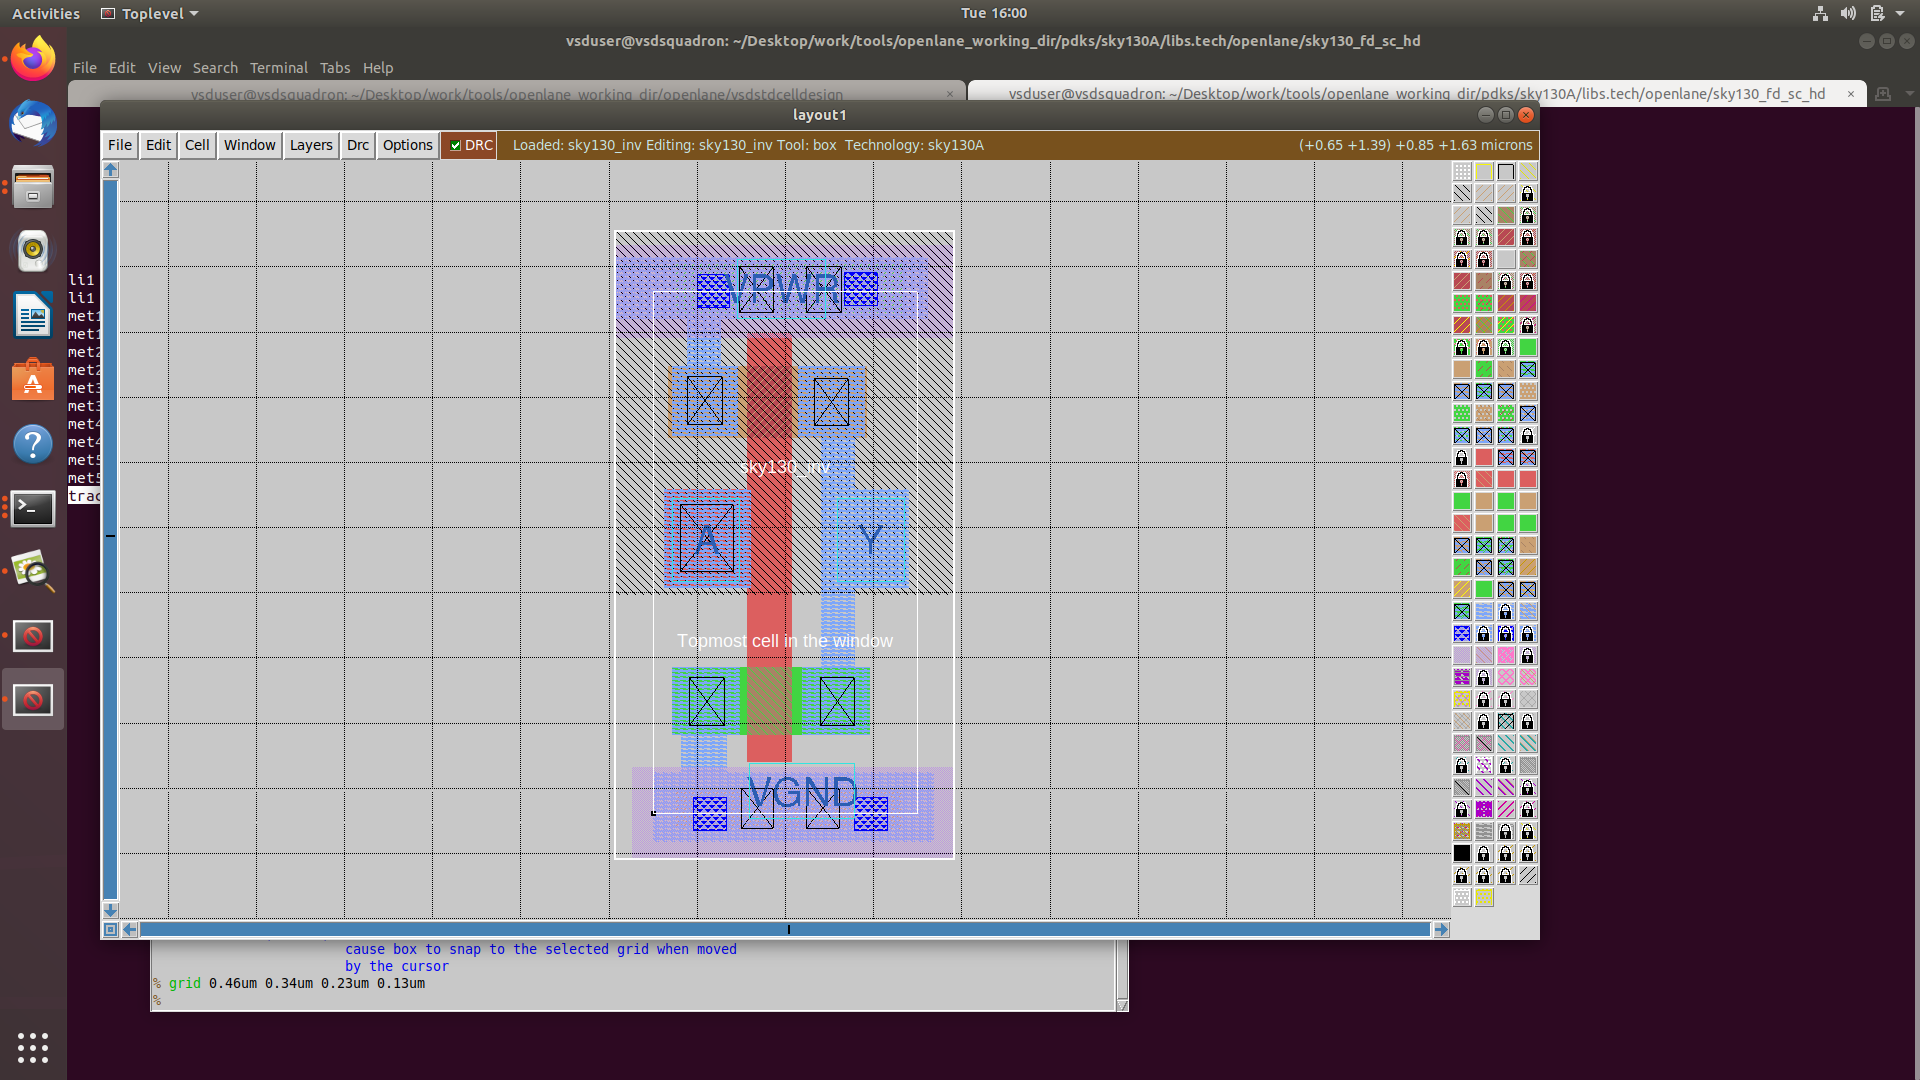 Activities
Toplevel
Tue 16:00
vsduser@vsdsquadron: ~/Desktop/work/tools/openlane_working_dir/pdks/sky130A/libs.tech/openlane/sky130_fd_sc_hd
File Edit View Search Terminal Tabs Help
vsduser@vsdsquadron: ~/Desktop/work/tools/openlane_working_dir/openlane/vsdstdcelldesign ×
vsduser@vsdsquadron: ~/Desktop/work/tools/openlane_working_dir/pdks/sky130A/libs.tech/openlane/sky130_fd_sc_hd ×
layout1
File Edit Cell Window Layers Drc Options DRC Loaded: sky130_inv Editing: sky130_inv Tool: box Technology: sky130A (+0.65 +1.39) +0.85 +1.63 microns
li1
li1
met1
met1
met2
met2
met3
met3
met4
met4
met5
met5
trac
VPWR
sky130_inv
A
Y
Topmost cell in the window
VGND
cause box to snap to the selected grid when moved
by the cursor
% grid 0.46um 0.34um 0.23um 0.13um
%